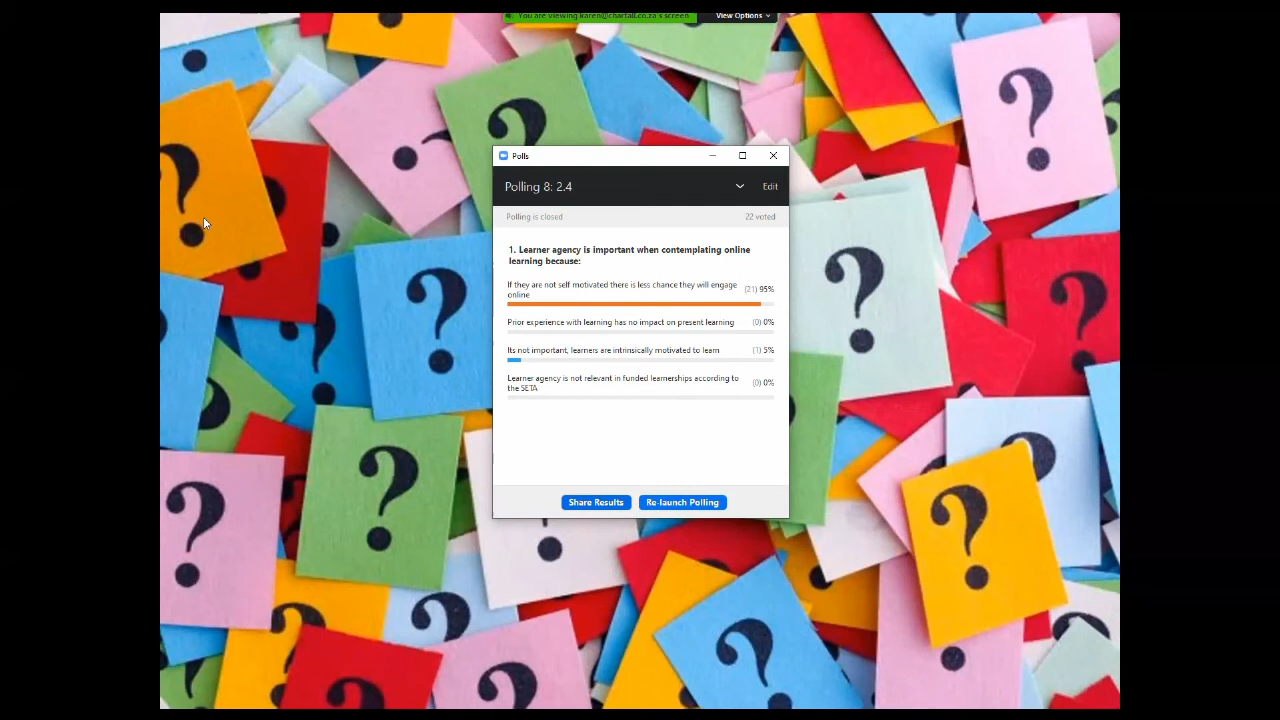 You are viewing karen@chartall.co.za's screen
View Options
Polls
Polling 8: 2.4
Edit
Polling is closed
22 voted
1. Learner agency is important when contemplating online
learning because:
If they are not self motivated there is less chance they will engage
online
(21) 95%
Prior experience with learning has no impact on present learning
(0) 0%
Its not important, learners are intrinsically motivated to learn
(1) 5%
Learner agency is not relevant in funded learnerships according to
the SETA
(0) 0%
Share Results
Re-launch Polling